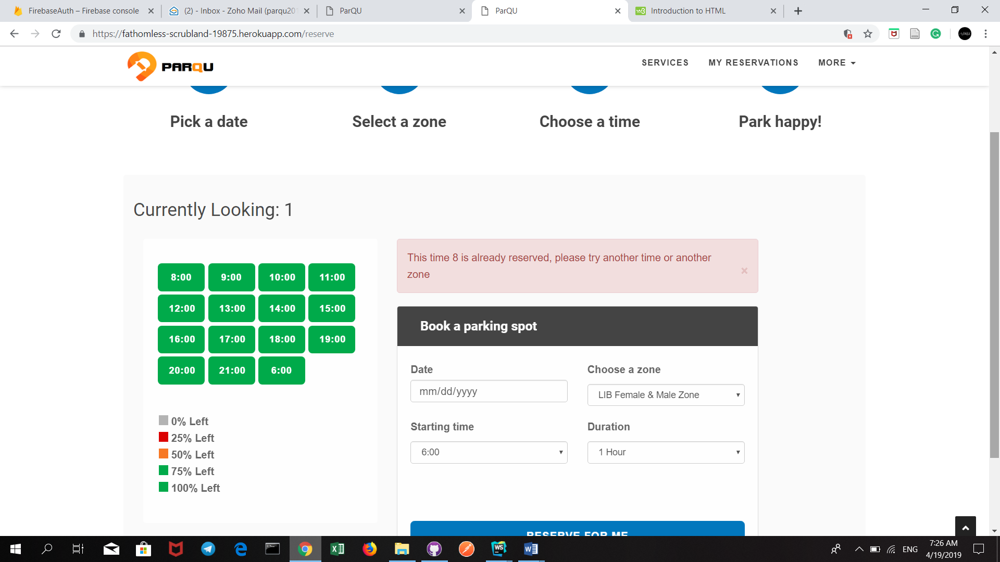 FirebaseAuth – Firebase console
(2) - Inbox - Zoho Mail (parqu20
ParQU
ParQU
Introduction to HTML
https://fathomless-scrubland-19875.herokuapp.com/reserve
PARQU
SERVICES
MY RESERVATIONS
MORE
Pick a date
Select a zone
Choose a time
Park happy!
Currently Looking: 1
8:00 9:00 10:00 11:00
12:00 13:00 14:00 15:00
16:00 17:00 18:00 19:00
20:00 21:00 6:00
0% Left
25% Left
50% Left
75% Left
100% Left
This time 8 is already reserved, please try another time or another
zone
×
Book a parking spot
Date
mm/dd/yyyy
Choose a zone
LIB Female & Male Zone
Starting time
6:00
Duration
1 Hour
RESERVE FOR ME
ENG
7:26 AM
4/19/2019